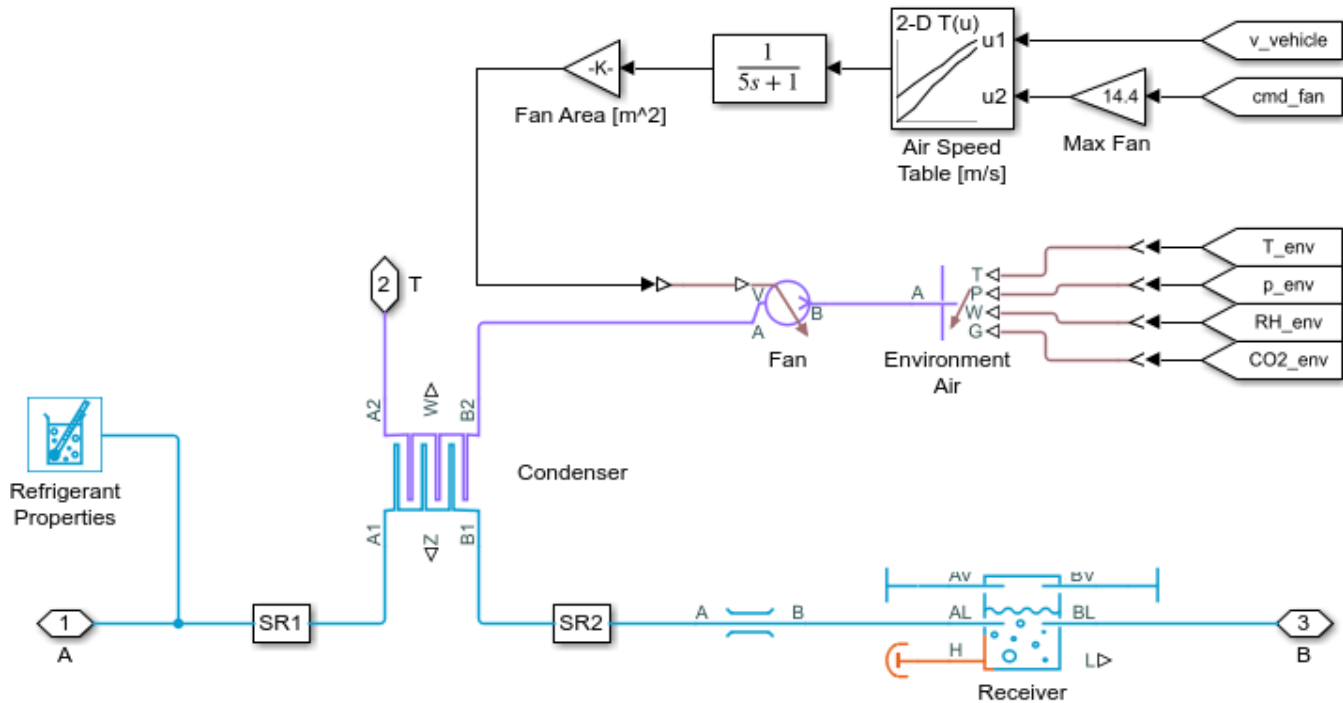 2-D T(u)
u1
u2
v_vehicle
1
5s + 1
-K-
14.4
cmd_fan
Fan Area [m^2]
Air Speed
Table [m/s]
Max Fan
T_env
p_env
RH_env
CO2_env
2
T
V
A
B
A
T
P
W
G
Fan
Environment
Air
A2
W
B2
Condenser
Refrigerant
Properties
A1
Z
B1
1
A
SR1
SR2
A
B
AV
BV
AL
BL
H
L
Receiver
3
B